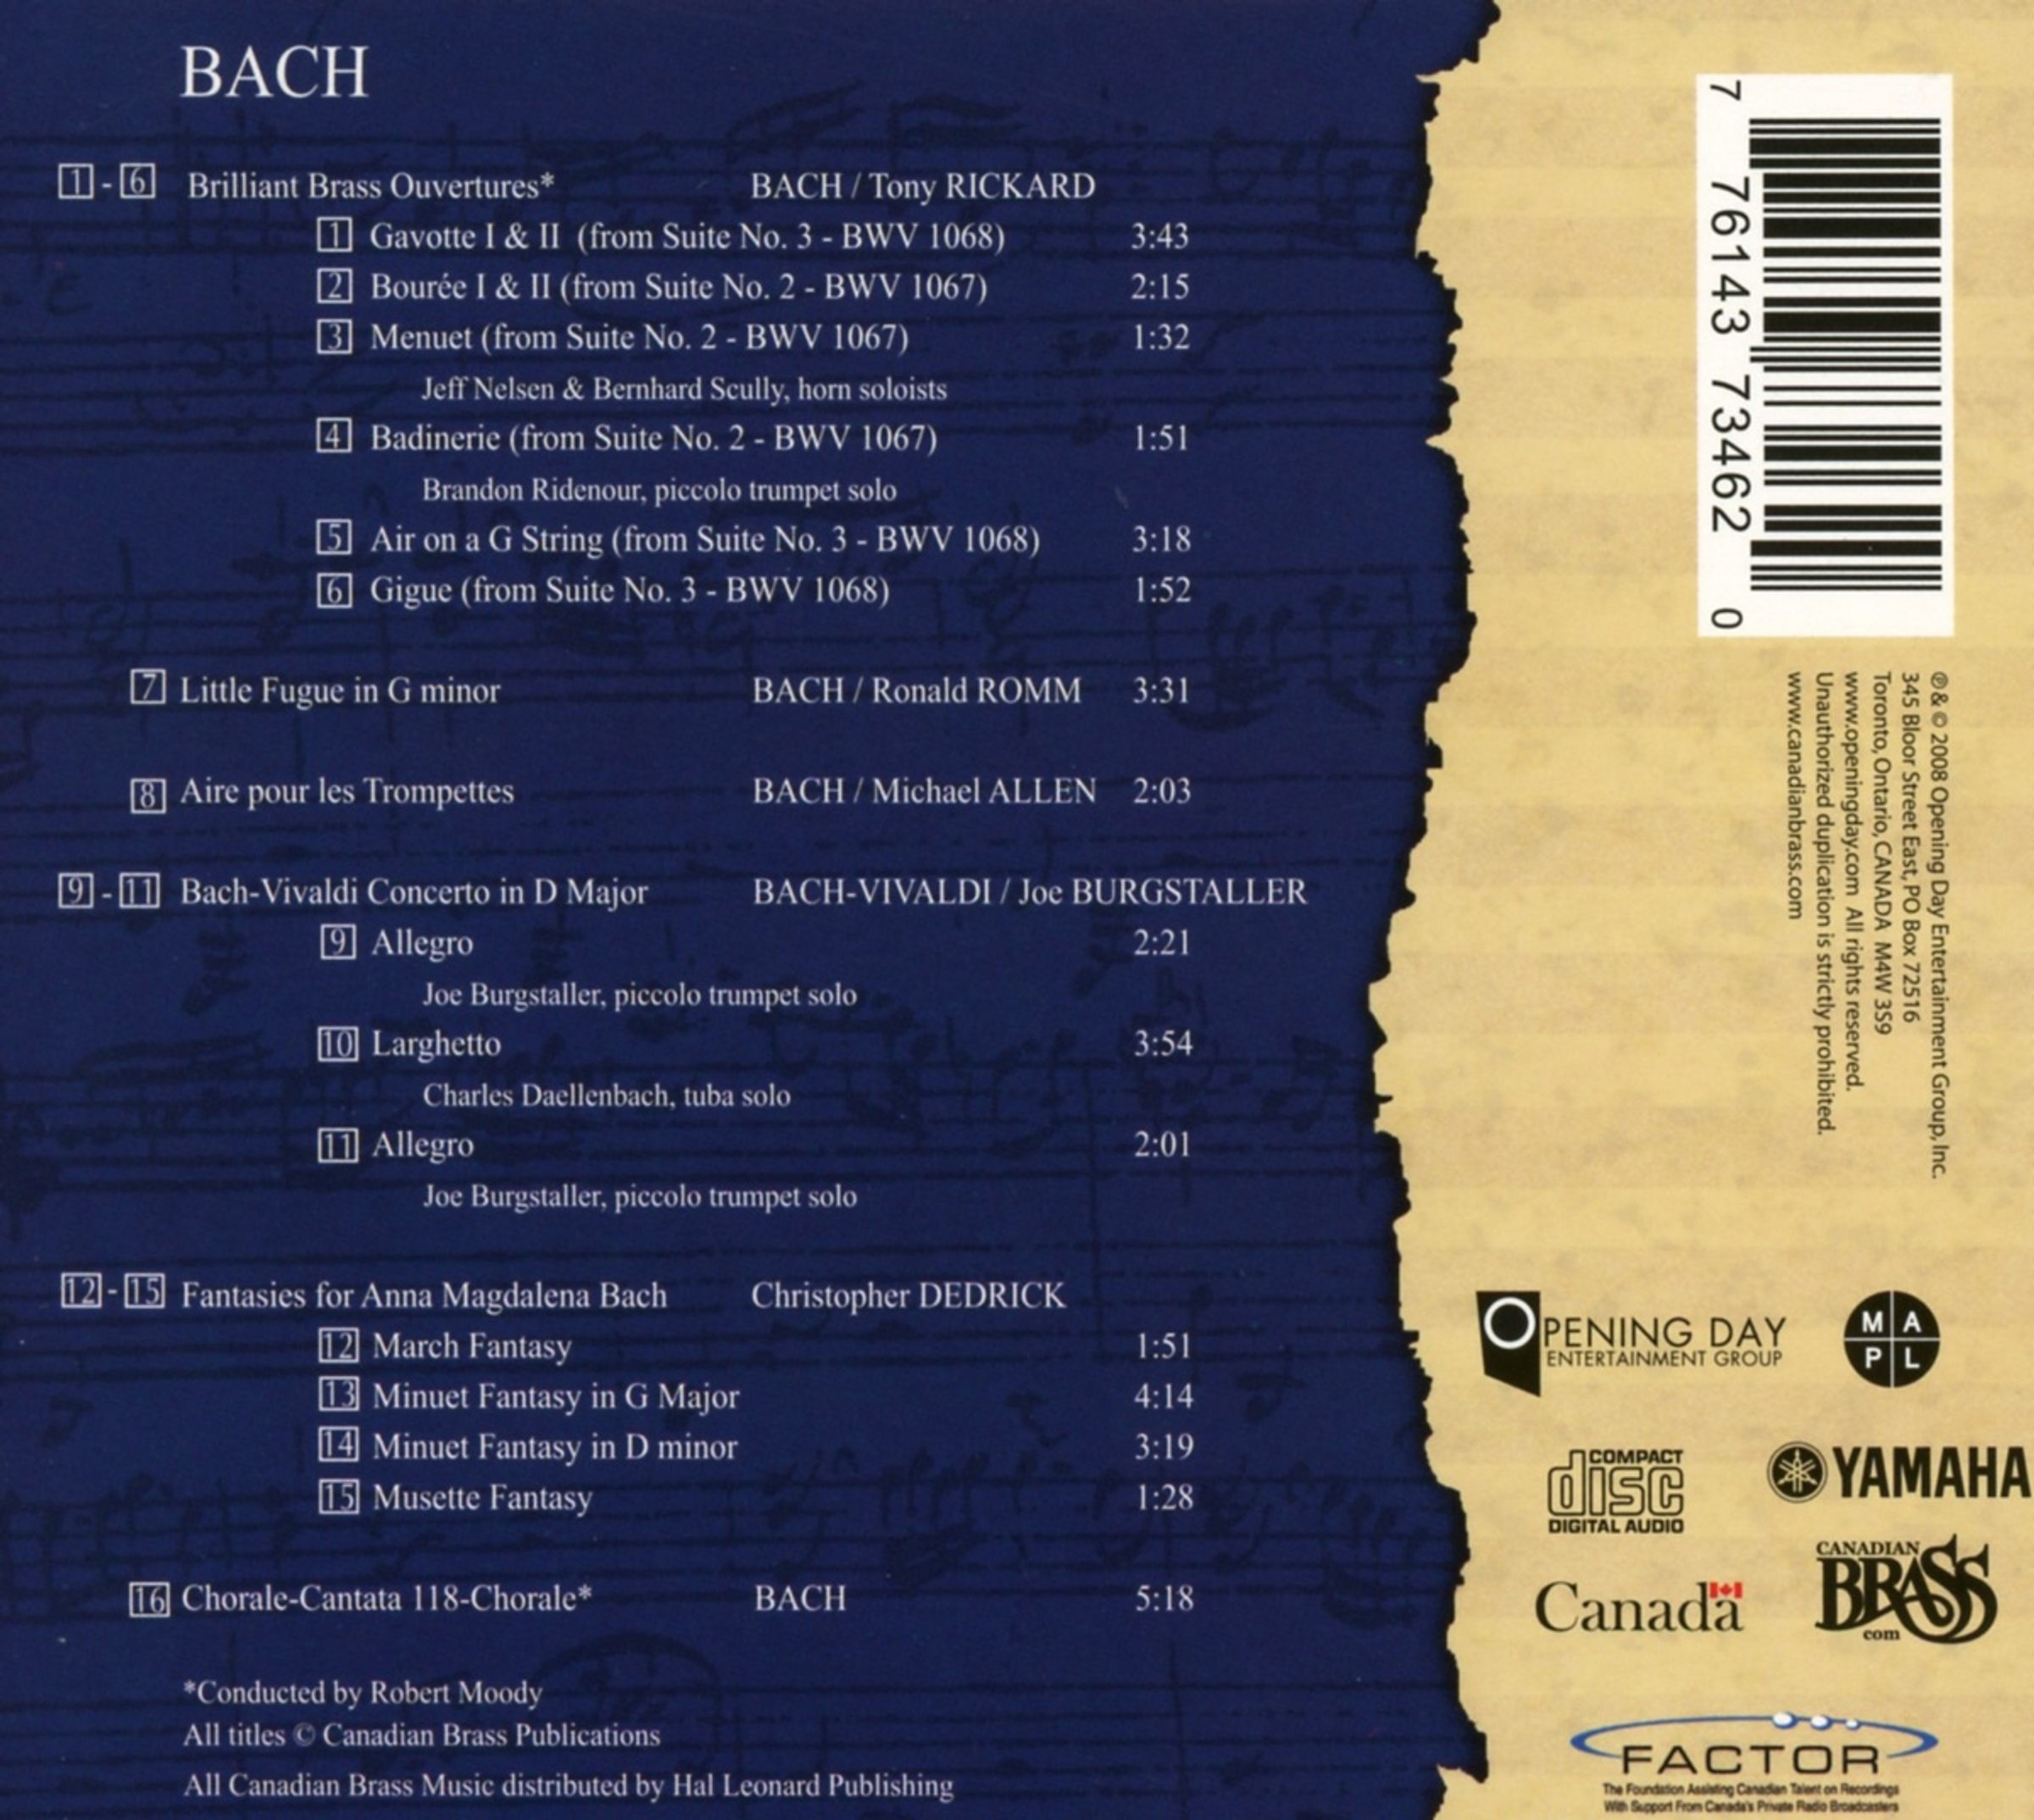 BACH
1 - 6 Brilliant Brass Ouvertures* BACH / Tony RICKARD
1 Gavotte I & II (from Suite No. 3 - BWV 1068) 3:43
2 Bourée I & II (from Suite No. 2 - BWV 1067) 2:15
3 Menuet (from Suite No. 2 - BWV 1067) 1:32
Jeff Nelsen & Bernhard Scully, horn soloists
4 Badinerie (from Suite No. 2 - BWV 1067) 1:51
Brandon Ridenour, piccolo trumpet solo
5 Air on a G String (from Suite No. 3 - BWV 1068) 3:18
6 Gigue (from Suite No. 3 - BWV 1068) 1:52
7 Little Fugue in G minor BACH / Ronald ROMM 3:31
8 Aire pour les Trompettes BACH / Michael ALLEN 2:03
9 - 11 Bach-Vivaldi Concerto in D Major BACH-VIVALDI / Joe BURGSTALLER
9 Allegro 2:21
Joe Burgstaller, piccolo trumpet solo
10 Larghetto 3:54
Charles Daellenbach, tuba solo
11 Allegro 2:01
Joe Burgstaller, piccolo trumpet solo
12 - 15 Fantasies for Anna Magdalena Bach Christopher DEDRICK
12 March Fantasy 1:51
13 Minuet Fantasy in G Major 4:14
14 Minuet Fantasy in D minor 3:19
15 Musette Fantasy 1:28
16 Chorale-Cantata 118-Chorale* BACH 5:18
*Conducted by Robert Moody
All titles © Canadian Brass Publications
All Canadian Brass Music distributed by Hal Leonard Publishing
7 76143 73462 0
℗ & © 2008 Opening Day Entertainment Group, Inc.
345 Bloor Street East, PO Box 72516
Toronto, Ontario, CANADA M4W 3S9
www.openingday.com All rights reserved.
Unauthorized duplication is strictly prohibited.
www.canadianbrass.com
OPENING DAY
ENTERTAINMENT GROUP
M A
P L
COMPACT
disc
DIGITAL AUDIO
YAMAHA
Canada
CANADIAN
BRASS
com
FACTOR
The Foundation Assisting Canadian Talent on Recordings
With Support From Canada's Private Radio Broadcasters